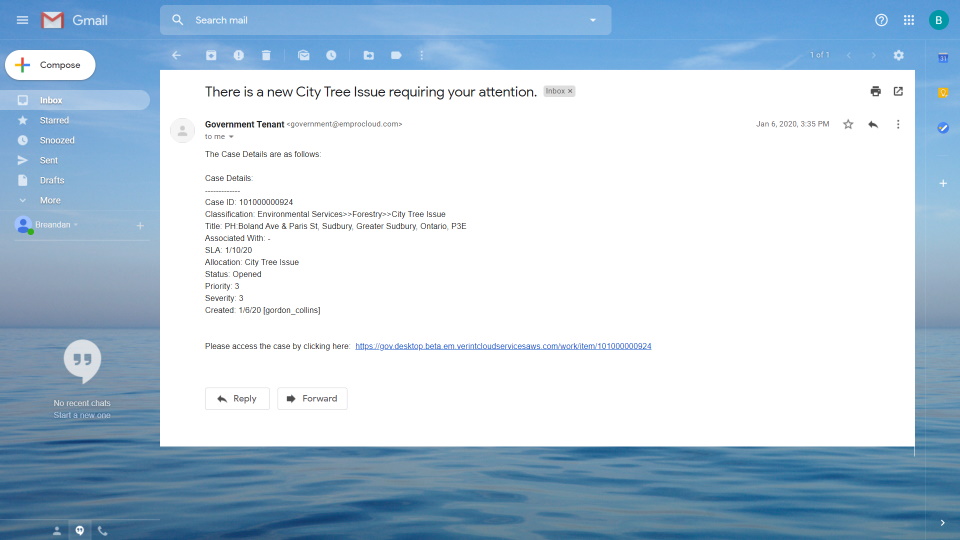 Gmail
Search mail
B
Compose
1 of 1
31
Inbox
Starred
Snoozed
Sent
Drafts
More
Breandan
No recent chats
Start a new one
There is a new City Tree Issue requiring your attention.
Inbox ×
Government Tenant <government@emprocloud.com>
Jan 6, 2020, 3:35 PM
to me
The Case Details are as follows:
Case Details:
-------------
Case ID: 101000000924
Classification: Environmental Services>>Forestry>>City Tree Issue
Title: PH:Boland Ave & Paris St, Sudbury, Greater Sudbury, Ontario, P3E
Associated With: -
SLA: 1/10/20
Allocation: City Tree Issue
Status: Opened
Priority: 3
Severity: 3
Created: 1/6/20 [gordon_collins]
Please access the case by clicking here: https://gov.desktop.beta.em.verintcloudservicesaws.com/work/item/101000000924
Reply
Forward